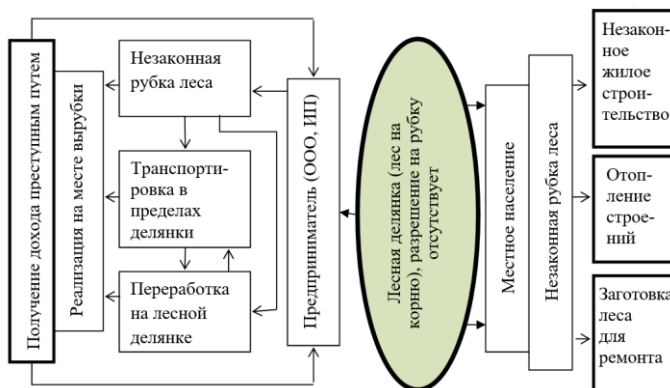 Получение дохода преступным путем
Реализация на месте вырубки
Незаконная
рубка леса
Транспорти-
ровка в
пределах
делянки
Переработка
на лесной
делянке
Предприниматель (ООО, ИП)
Лесная делянка (лес на
корню), разрешение на рубку
отсутствует
Местное население
Незаконная рубка леса
Незакон-
ное
жилое
строи-
тельство
Отоп-
ление
строе-
ний
Заготовка
леса
для
ремонта